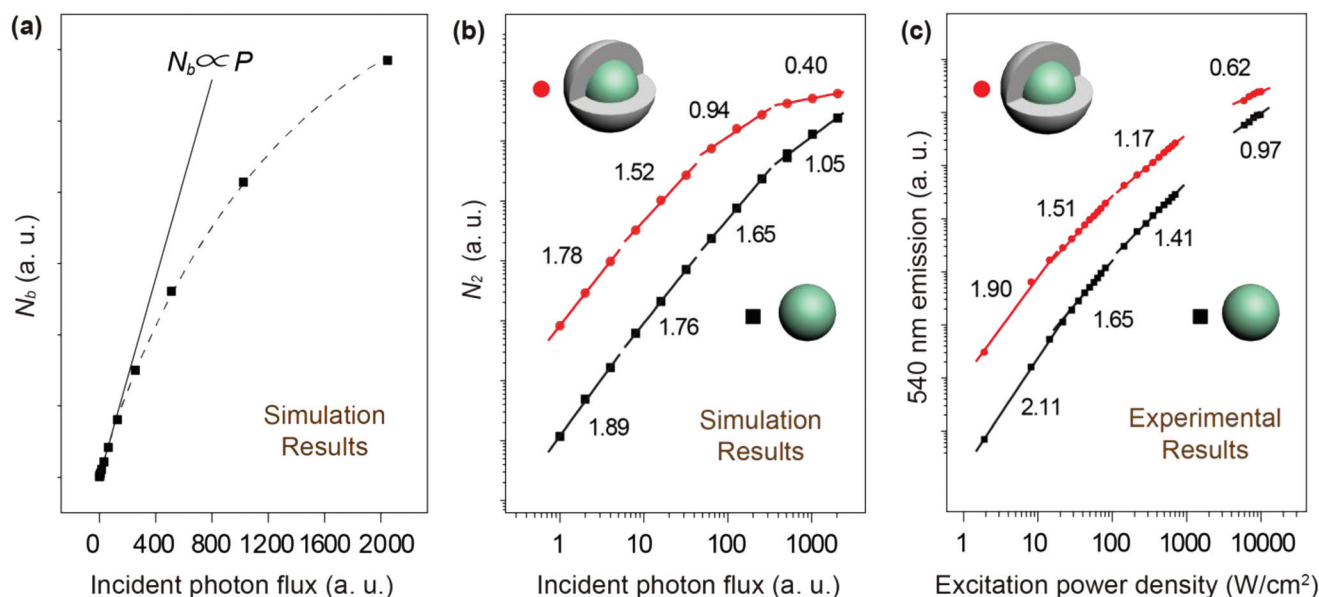 (a)
N_b ∝ P
N_b (a. u.)
Simulation
Results
0 400 800 1200 1600 2000
Incident photon flux (a. u.)
(b)
0.40
0.94
1.52
1.05
1.78
1.65
1.76
1.89
N_2 (a. u.)
Simulation
Results
1 10 100 1000
Incident photon flux (a. u.)
(c)
0.62
1.17
0.97
1.51
1.41
1.90
1.65
2.11
540 nm emission (a. u.)
Experimental
Results
1 10 100 1000 10000
Excitation power density (W/cm²)